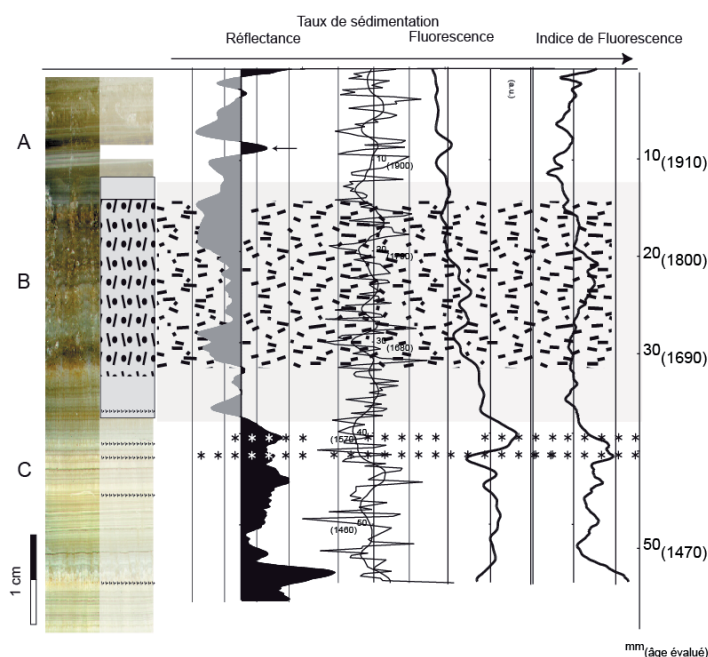 Taux de sédimentation
Réflectance
Fluorescence
Indice de Fluorescence
A
10
(1900)
10(1910)
B
20
20(1800)
30
(1680)
30(1690)
40
(1570)
C
50
(1460)
50(1470)
1 cm
mm(âge évalué)